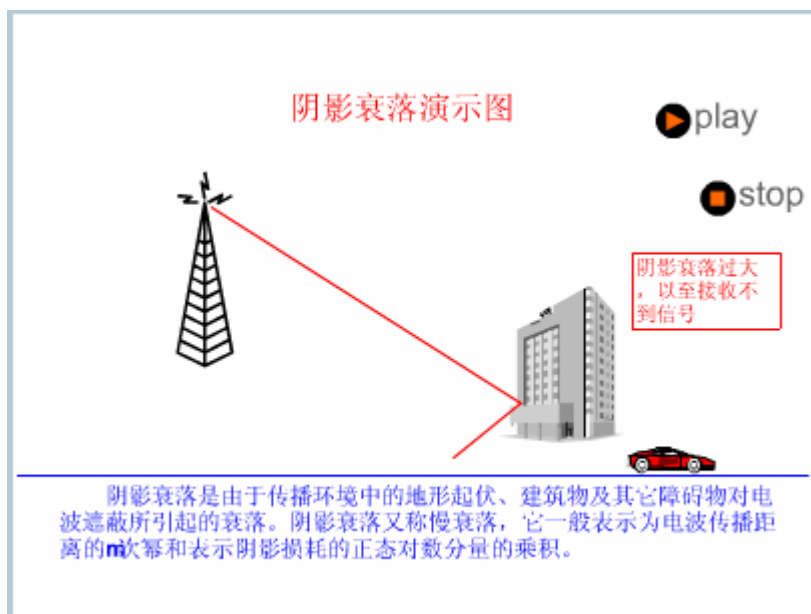 阴影衰落演示图
play
stop
阴影衰落过大
，以至接收不
到信号
阴影衰落是由于传播环境中的地形起伏、建筑物及其它障碍物对电
波遮蔽所引起的衰落。阴影衰落又称慢衰落，它一般表示为电波传播距
离的m次幂和表示阴影损耗的正态对数分量的乘积。